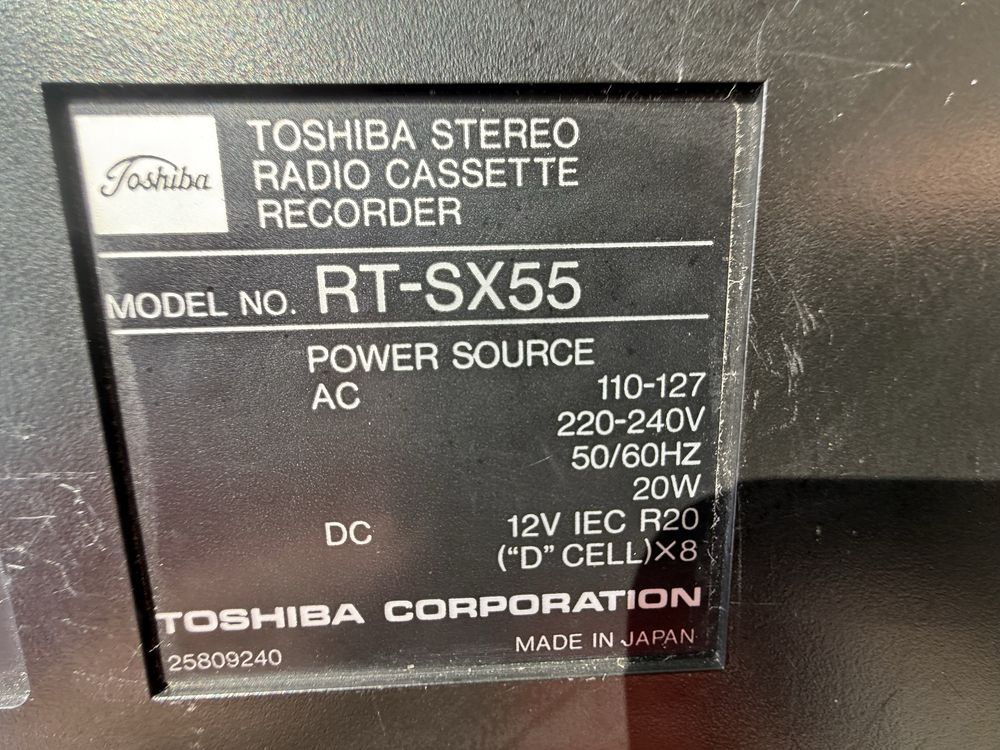 Toshiba
TOSHIBA STEREO
RADIO CASSETTE
RECORDER
MODEL NO. RT-SX55
POWER SOURCE
AC 110-127
220-240V
50/60HZ
20W
DC 12V IEC R20
("D" CELL)×8
TOSHIBA CORPORATION
25809240 MADE IN JAPAN